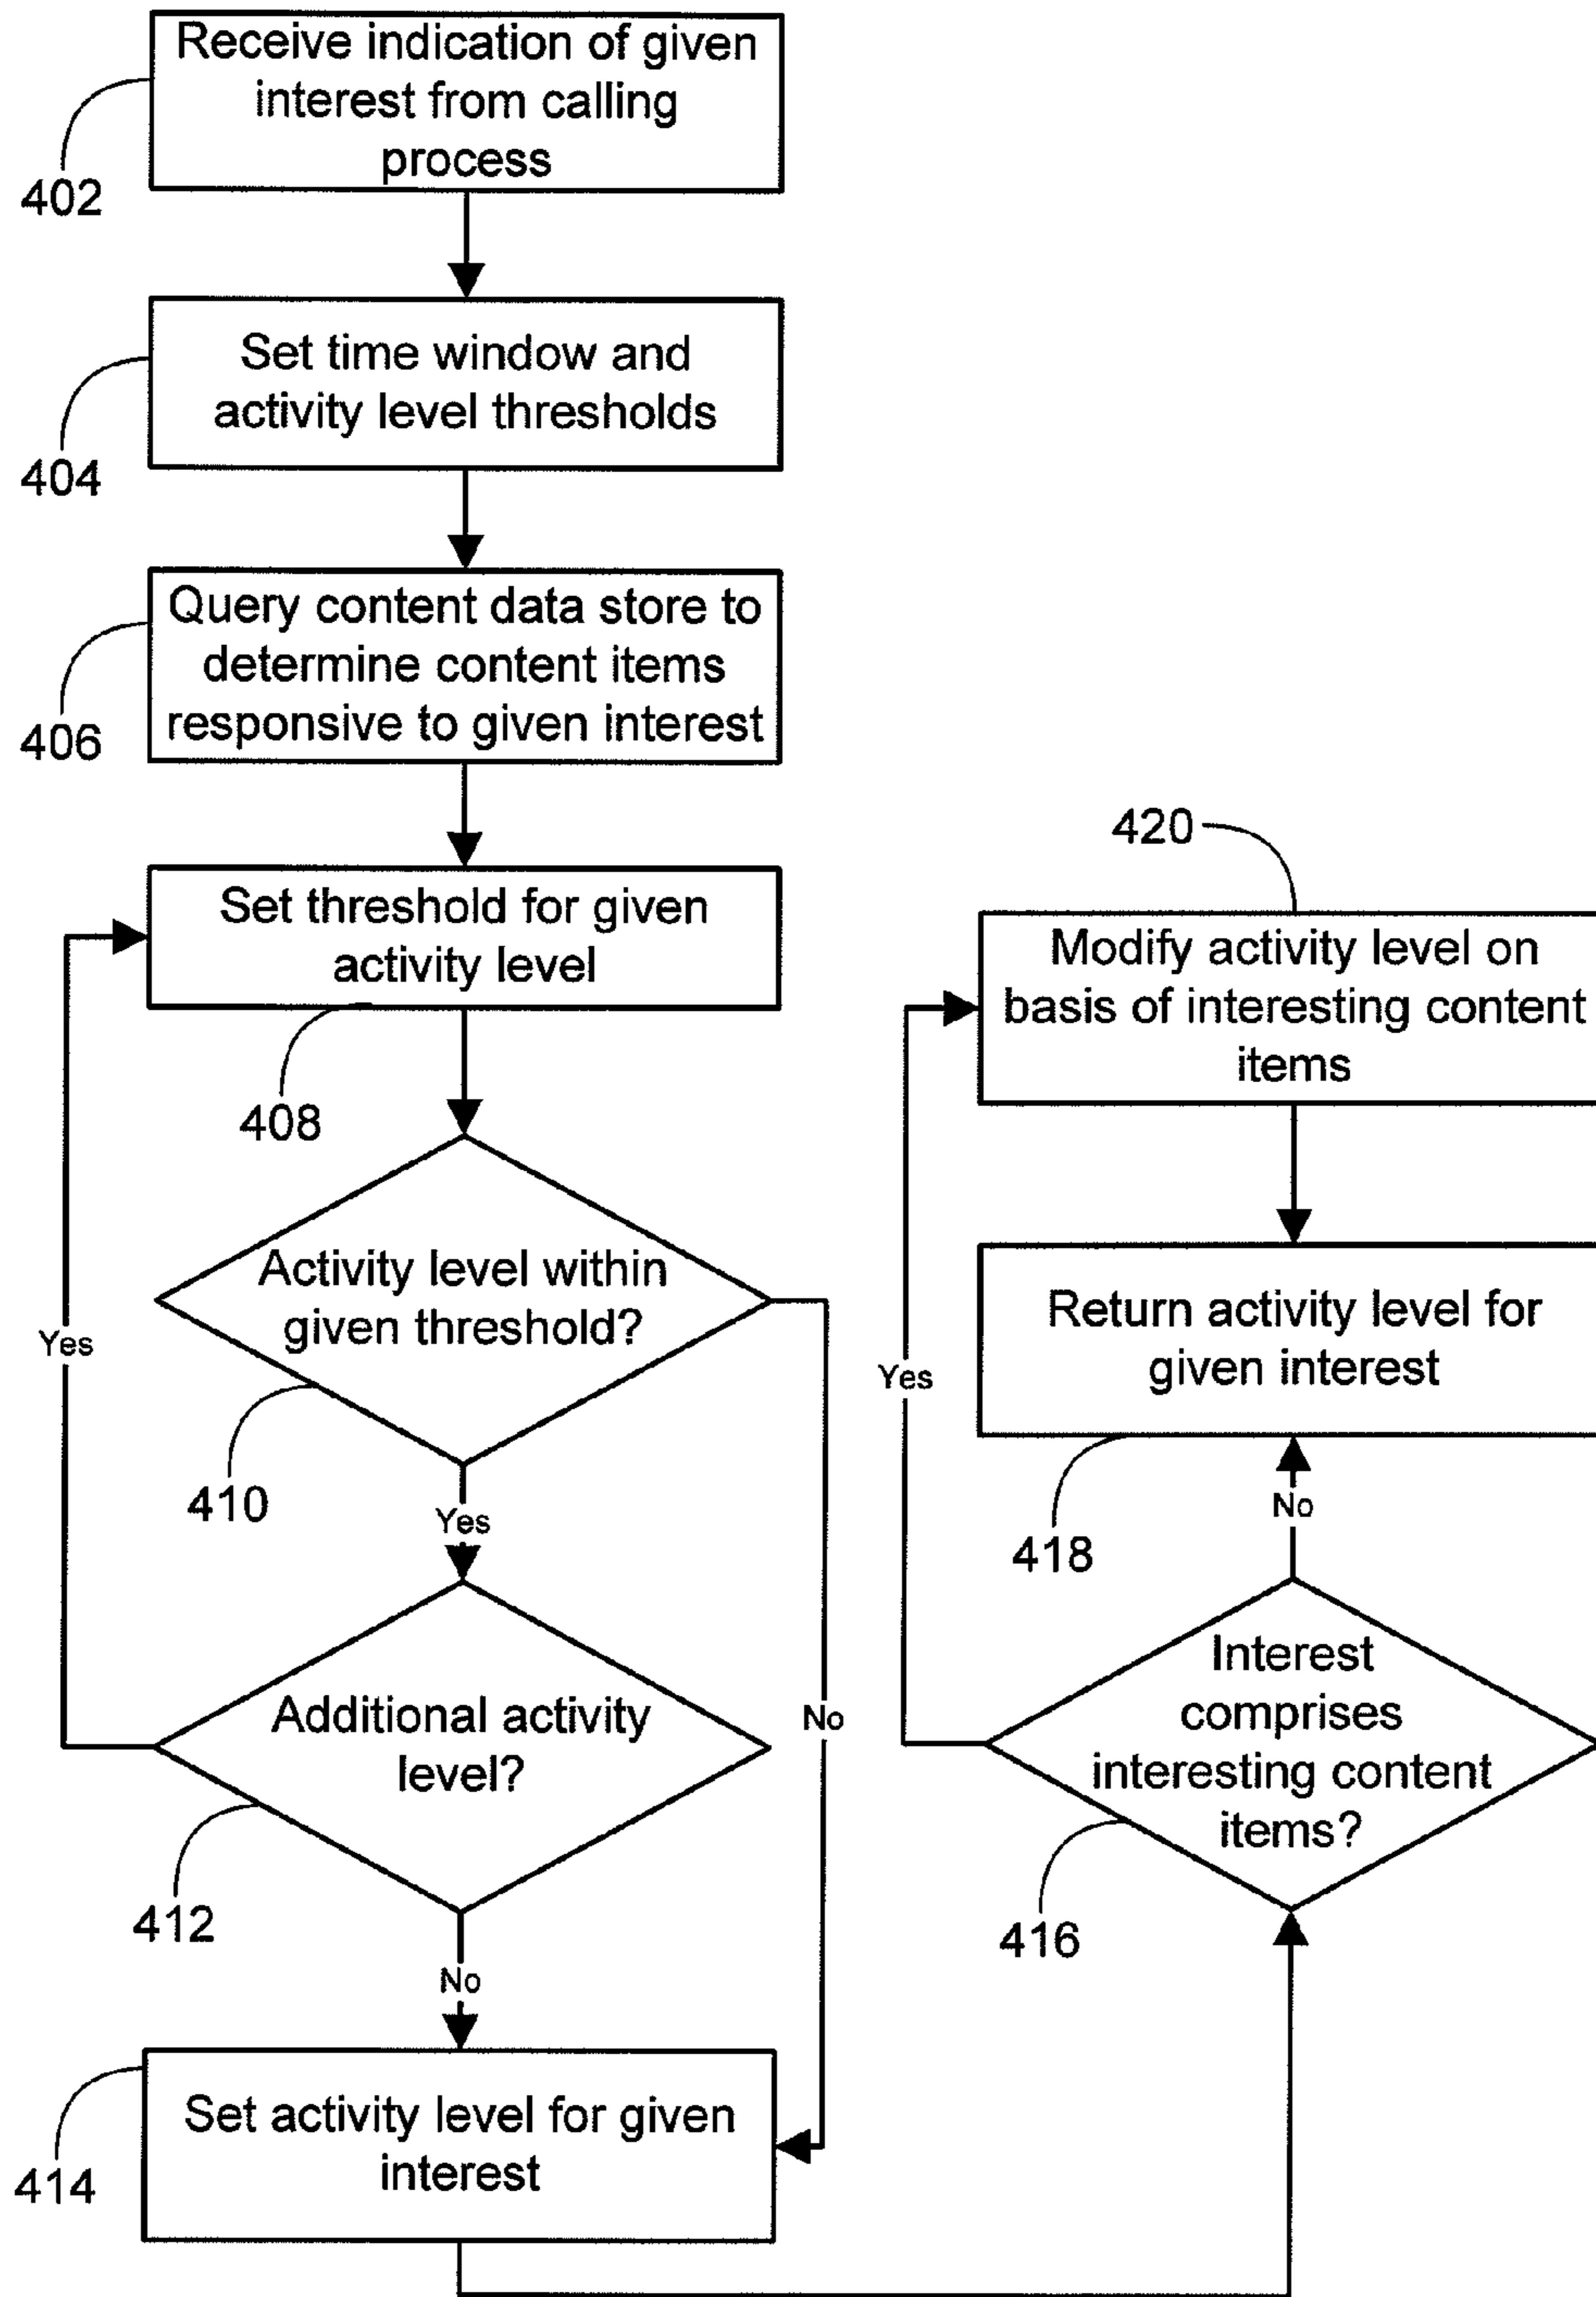 Receive indication of given
interest from calling
process
402
Set time window and
activity level thresholds
404
Query content data store to
determine content items
responsive to given interest
406
Set threshold for given
activity level
408
Activity level within
given threshold?
410
Yes
Yes
No
Additional activity
level?
412
No
Set activity level for given
interest
414
420
Modify activity level on
basis of interesting content
items
Return activity level for
given interest
418
Yes
No
Interest
comprises
interesting content
items?
416